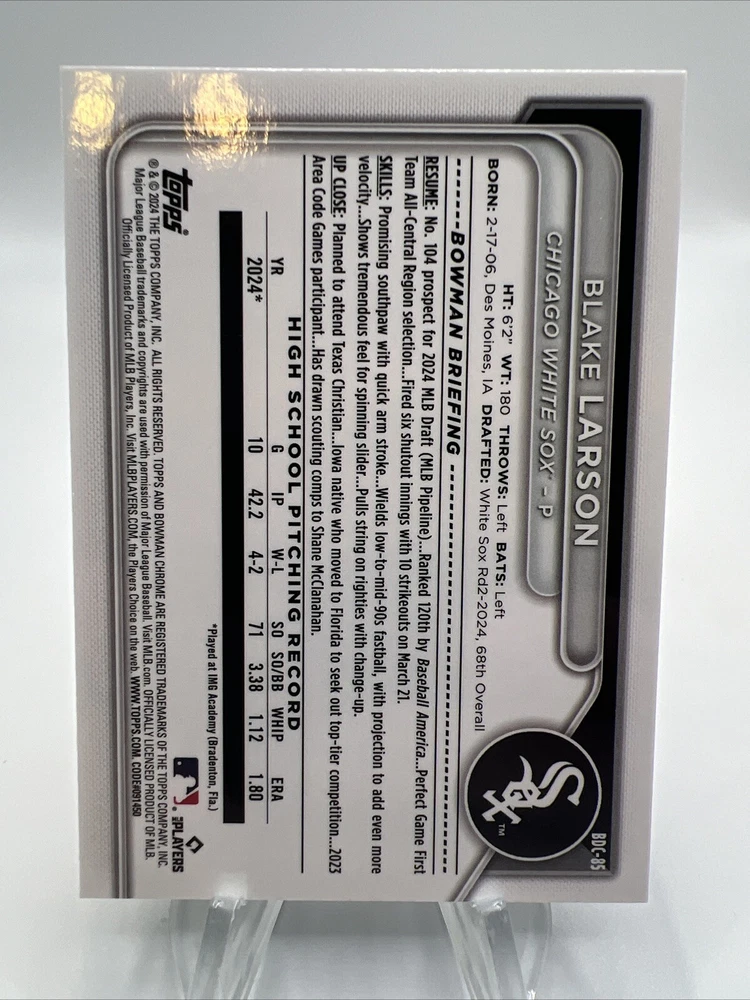 BDC-85
BLAKE LARSON
CHICAGO WHITE SOX® – P
Sox
TM
HT: 6'2" WT: 180 THROWS: Left BATS: Left
BORN: 2-17-06, Des Moines, IA DRAFTED: White Sox Rd2-2024, 68th Overall
BOWMAN BRIEFING
RESUME: No. 104 prospect for 2024 MLB Draft (MLB Pipeline)...Ranked 120th by Baseball America...Perfect Game First
Team All-Central Region selection...Fired six shutout innings with 10 strikeouts on March 21.
SKILLS: Promising southpaw with quick arm stroke...Wields low-to-mid-90s fastball, with projection to add even more
velocity...Shows tremendous feel for spinning slider...Pulls string on righties with change-up.
UP CLOSE: Planned to attend Texas Christian...Iowa native who moved to Florida to seek out top-tier competition...2023
Area Code Games participant...Has drawn scouting comps to Shane McClanahan.
HIGH SCHOOL PITCHING RECORD
YR G IP W-L SO SO/BB WHIP ERA
2024* 10 42.2 4-2 71 3.38 1.12 1.80
*Played at IMG Academy (Bradenton, Fla.)
topps®
PLAYERS
® & © 2024 THE TOPPS COMPANY, INC. ALL RIGHTS RESERVED. TOPPS AND BOWMAN CHROME ARE REGISTERED TRADEMARKS OF THE TOPPS COMPANY, INC.
Major League Baseball trademarks and copyrights are used with permission of Major League Baseball. Visit MLB.com. OFFICIALLY LICENSED PRODUCT OF MLB
Officially Licensed Product of MLB Players, Inc. Visit MLBPLAYERS.COM, the Players Choice on the web. WWW.TOPPS.COM. CODE#091450